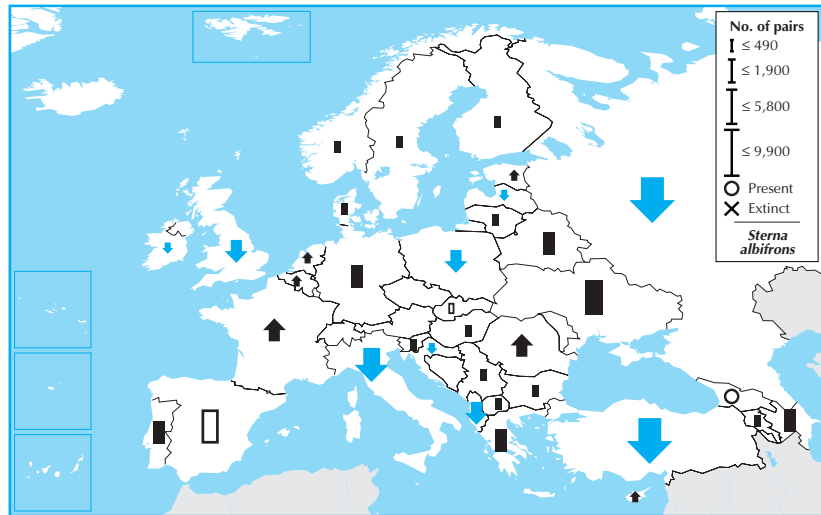 No. of pairs
≤ 490
≤ 1,900
≤ 5,800
≤ 9,900
Present
Extinct
Sterna
albifrons